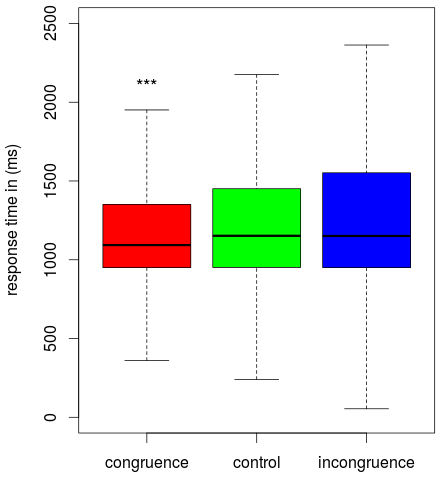 response time in (ms)
2500
2000
1500
1000
500
0
***
congruence
control
incongruence